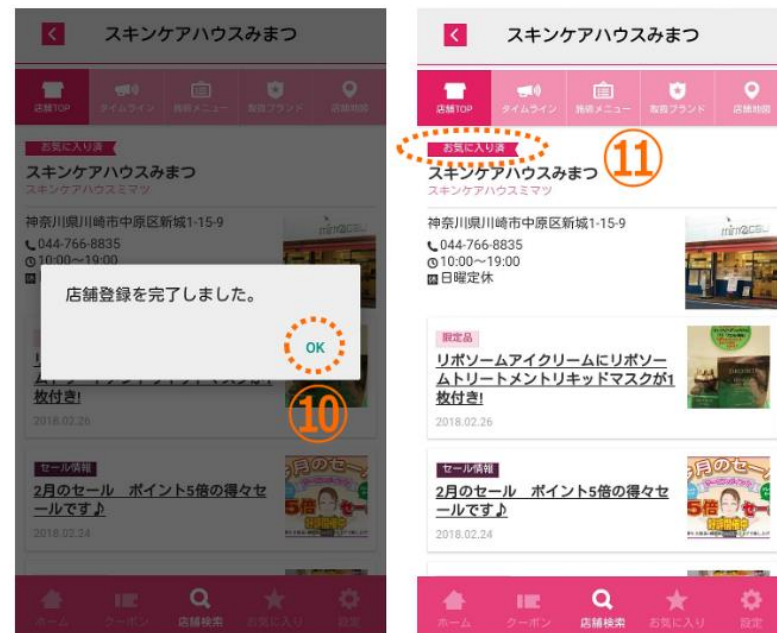 スキンケアハウスみまつ
店舗TOP
タイムライン
施術メニュー
取扱ブランド
店舗地図
お気に入り済
スキンケアハウスみまつ
スキンケアハウスミマツ
神奈川県川崎市中原区新城1-15-9
044-766-8835
10:00〜19:00
店舗登録を完了しました。
OK
⑩
枚付き!
2018.02.26
セール情報
2月のセール ポイント5倍の得々セ
ールです♪
2018.02.24
ホーム
クーポン
店舗検索
お気に入り
設定
スキンケアハウスみまつ
店舗TOP
タイムライン
施術メニュー
取扱ブランド
店舗地図
お気に入り済
⑪
スキンケアハウスみまつ
スキンケアハウスミマツ
神奈川県川崎市中原区新城1-15-9
044-766-8835
10:00〜19:00
日曜定休
限定品
リポソームアイクリームにリポソー
ムトリートメントリキッドマスクが1
枚付き!
2018.02.26
セール情報
2月のセール ポイント5倍の得々セ
ールです♪
2018.02.24
ホーム
クーポン
店舗検索
お気に入り
設定